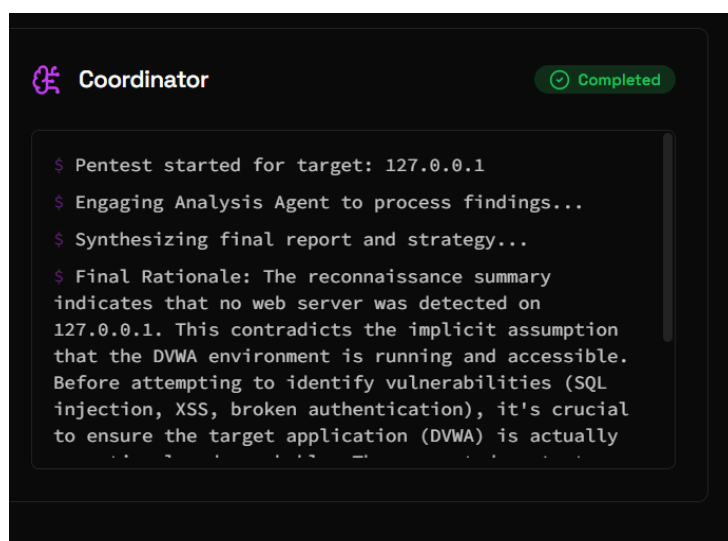 Coordinator
Completed
$ Pentest started for target: 127.0.0.1
$ Engaging Analysis Agent to process findings...
$ Synthesizing final report and strategy...
$ Final Rationale: The reconnaissance summary
indicates that no web server was detected on
127.0.0.1. This contradicts the implicit assumption
that the DVWA environment is running and accessible.
Before attempting to identify vulnerabilities (SQL
injection, XSS, broken authentication), it's crucial
to ensure the target application (DVWA) is actually